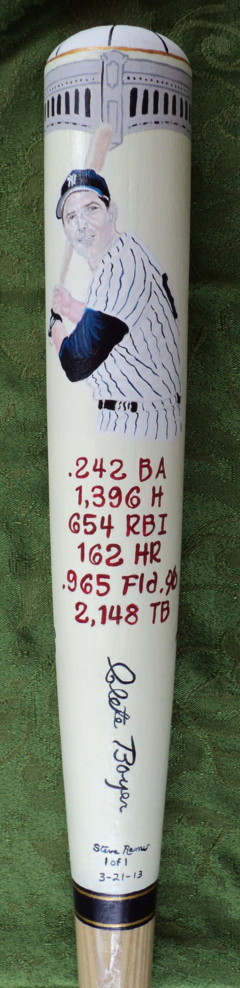 NY
.242 BA
1,396 H
654 RBI
162 HR
.965 Fld.%
2,148 TB
Clete Boyer
Steve
1 of 1
3-21-13